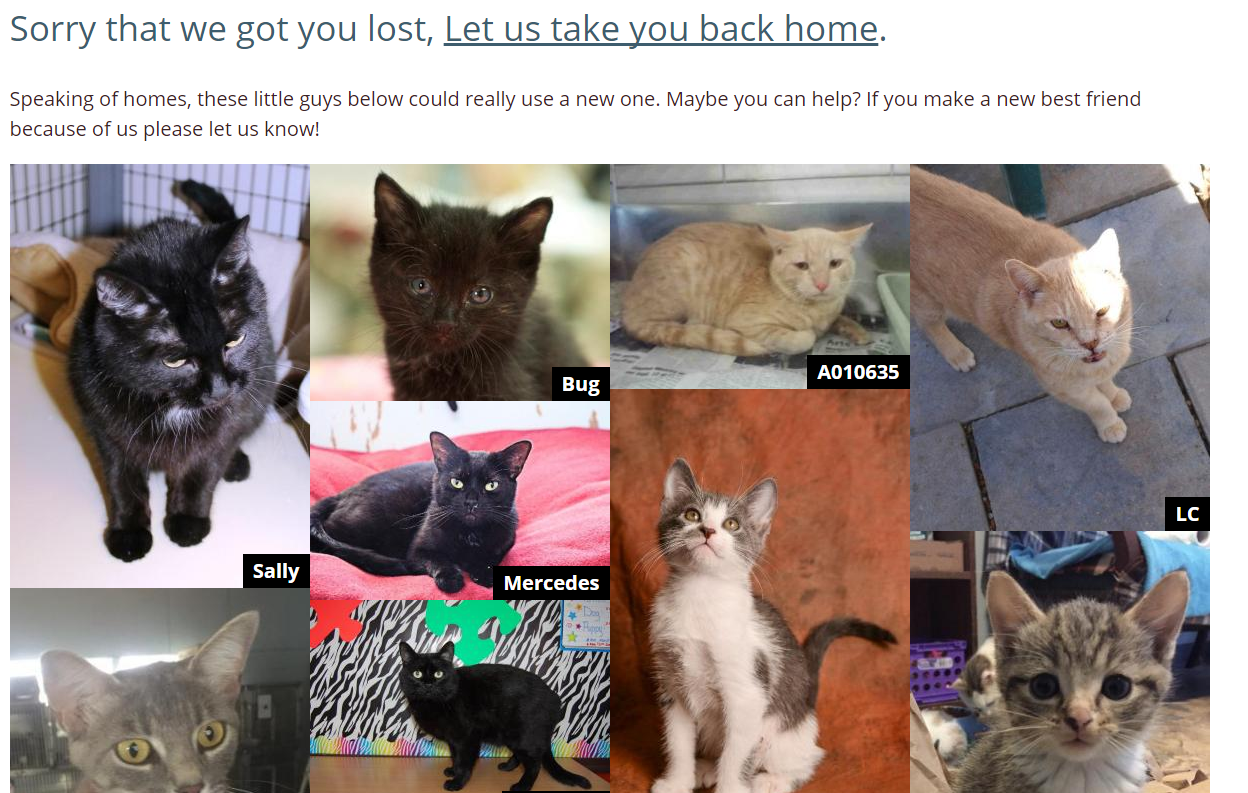 Sorry that we got you lost, Let us take you back home.
Speaking of homes, these little guys below could really use a new one. Maybe you can help? If you make a new best friend
because of us please let us know!
Sally
Bug
Mercedes
A010635
LC
Dog
Puppy